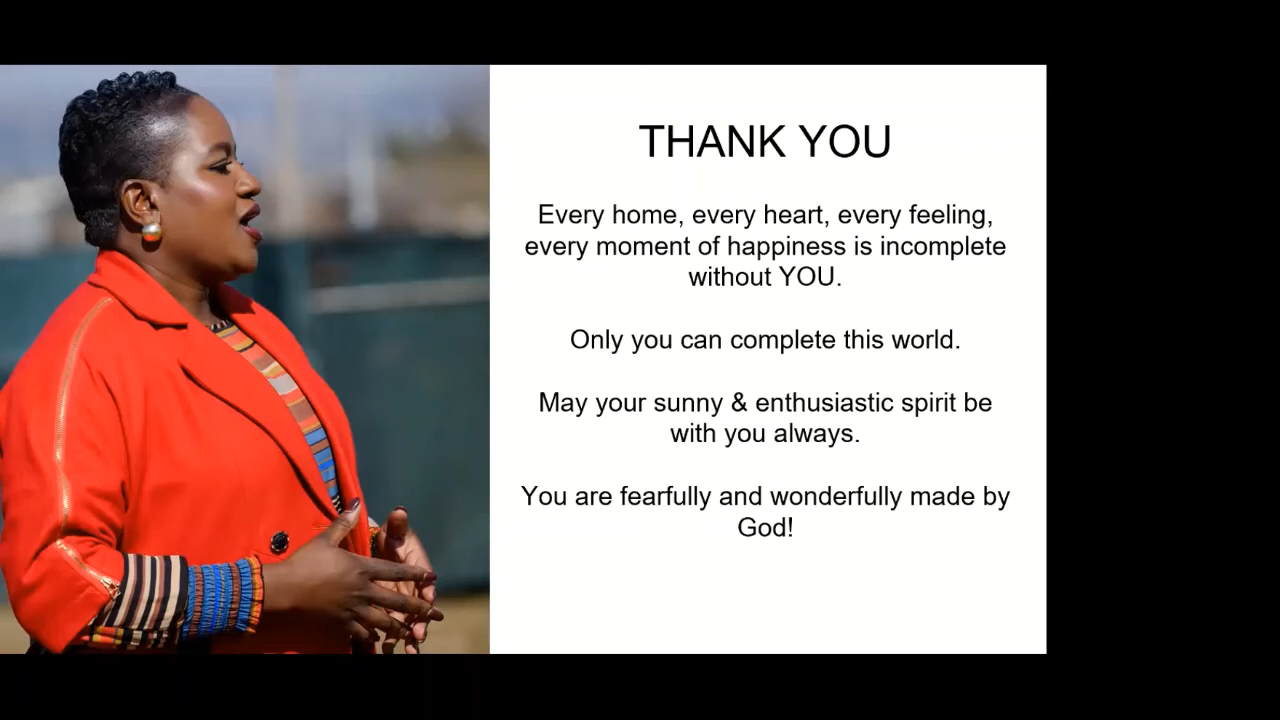 THANK YOU
Every home, every heart, every feeling,
every moment of happiness is incomplete
without YOU.
Only you can complete this world.
May your sunny & enthusiastic spirit be
with you always.
You are fearfully and wonderfully made by
God!